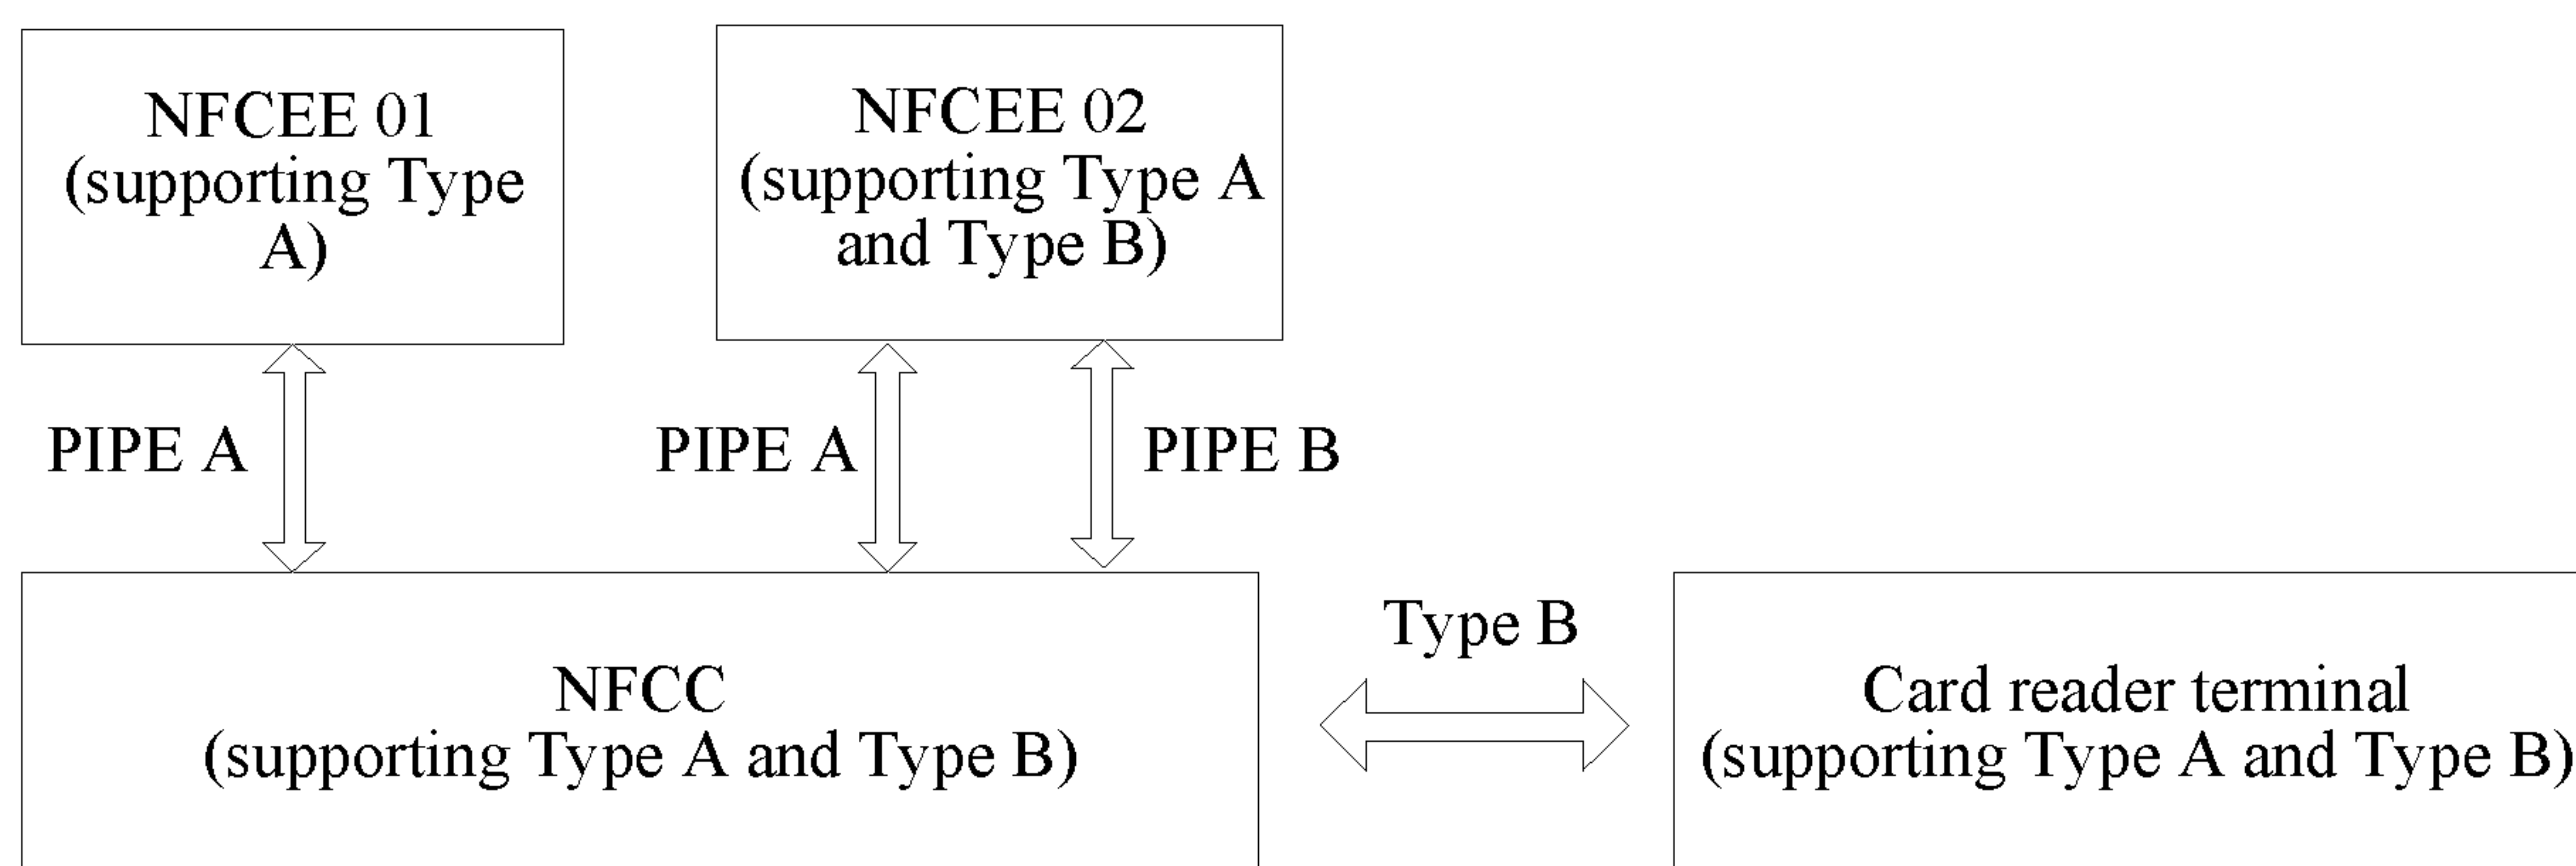 NFCEE 01
(supporting Type
A)
NFCEE 02
(supporting Type A
and Type B)
PIPE A
PIPE A
PIPE B
NFCC
(supporting Type A and Type B)
Type B
Card reader terminal
(supporting Type A and Type B)